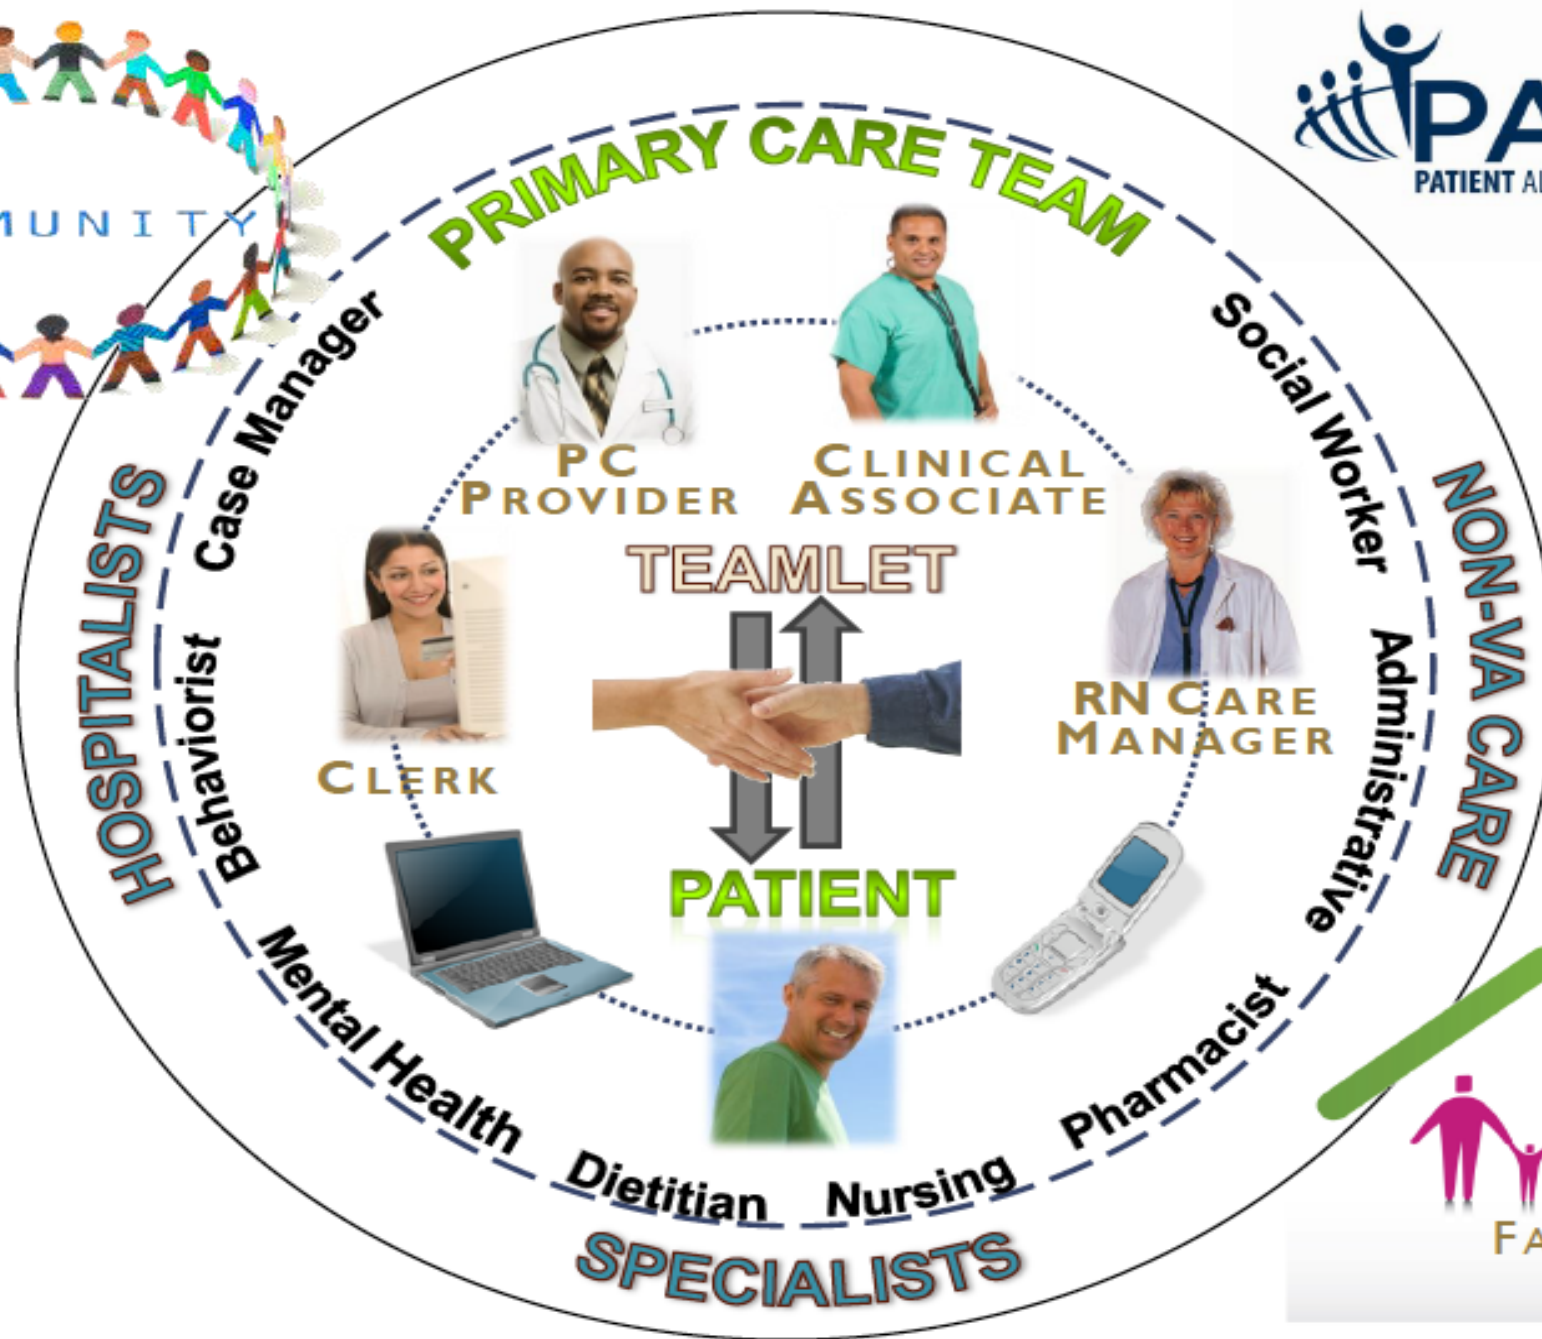 PA
PATIENT
MUNITY
PRIMARY CARE TEAM
Case Manager
Social Worker
PC
PROVIDER
CLINICAL
ASSOCIATE
HOSPITALISTS
NON-VA CARE
TEAMLET
Behaviorist
Administrative
CLERK
RN CARE
MANAGER
PATIENT
Mental Health
Pharmacist
Dietitian
Nursing
FA
SPECIALISTS